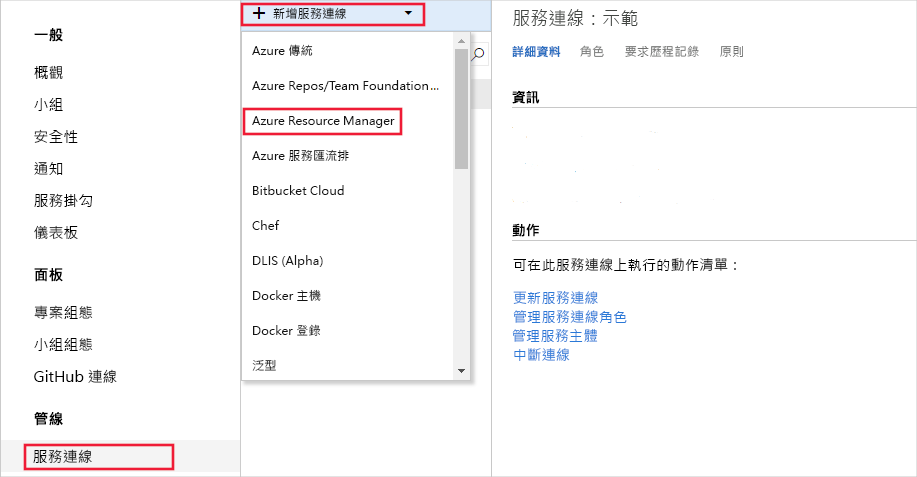 一般
概觀
小組
安全性
通知
服務掛勾
儀表板
面板
專案組態
小組組態
GitHub 連線
管線
服務連線
+ 新增服務連線
Azure 傳統
Azure Repos/Team Foundation ...
Azure Resource Manager
Azure 服務匯流排
Bitbucket Cloud
Chef
DLIS (Alpha)
Docker 主機
Docker 登錄
泛型
服務連線：示範
詳細資料 角色 要求歷程記錄 原則
資訊
動作
可在此服務連線上執行的動作清單：
更新服務連線
管理服務連線角色
管理服務主體
中斷連線